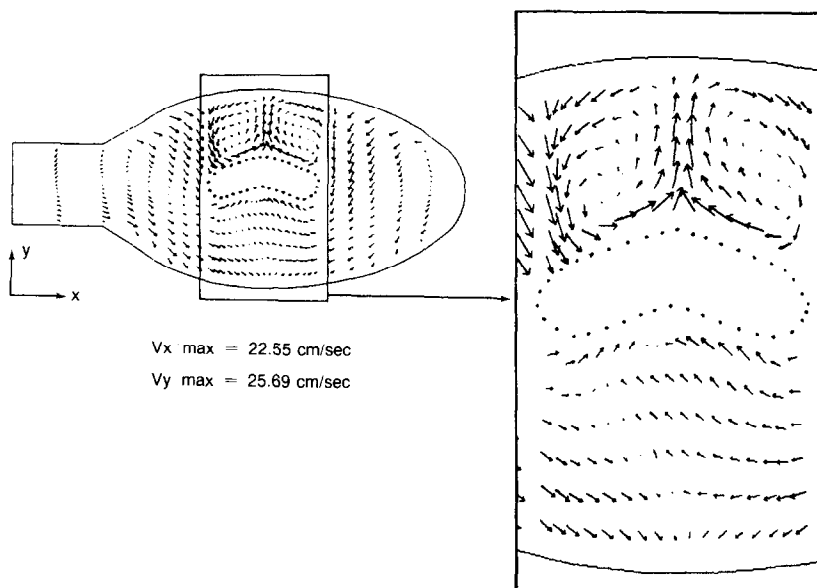 y
x
Vx max = 22.55 cm/sec
Vy max = 25.69 cm/sec